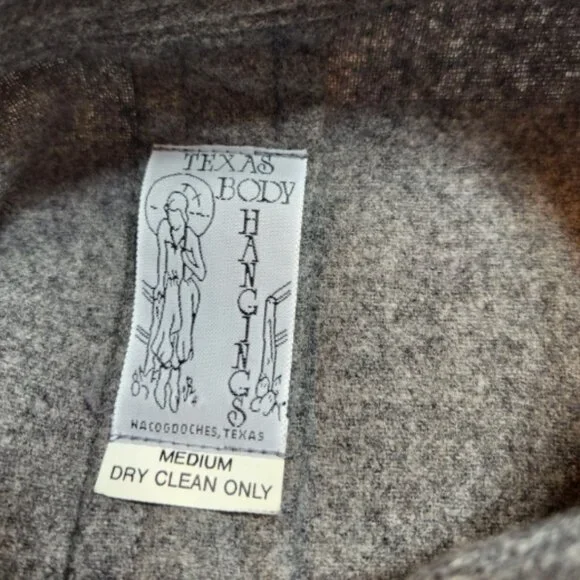 TEXAS
BODY
HANGINGS
NACOGDOCHES, TEXAS
MEDIUM
DRY CLEAN ONLY